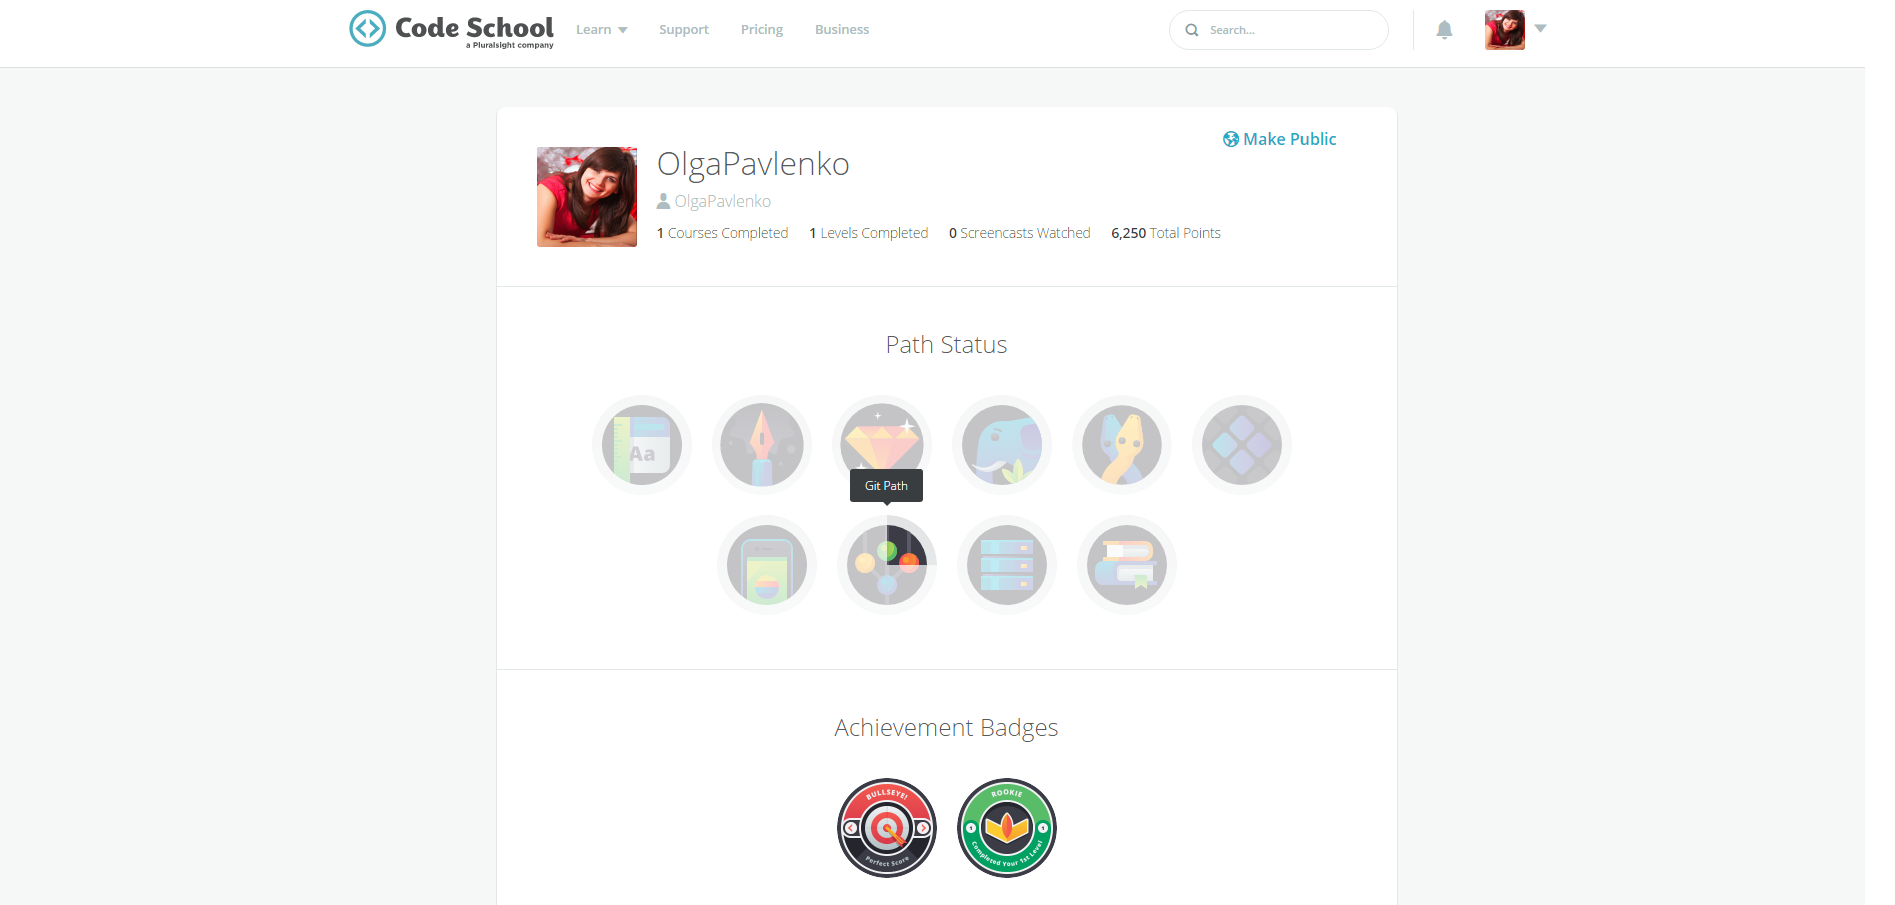 Code School
a Pluralsight company
Learn
Support
Pricing
Business
Search...
Make Public
OlgaPavlenko
OlgaPavlenko
1 Courses Completed 1 Levels Completed 0 Screencasts Watched 6,250 Total Points
Path Status
Aa
Git Path
Achievement Badges
BULLSEYE!
Perfect Score
ROOKIE
1 1
Completed Your 1st Level